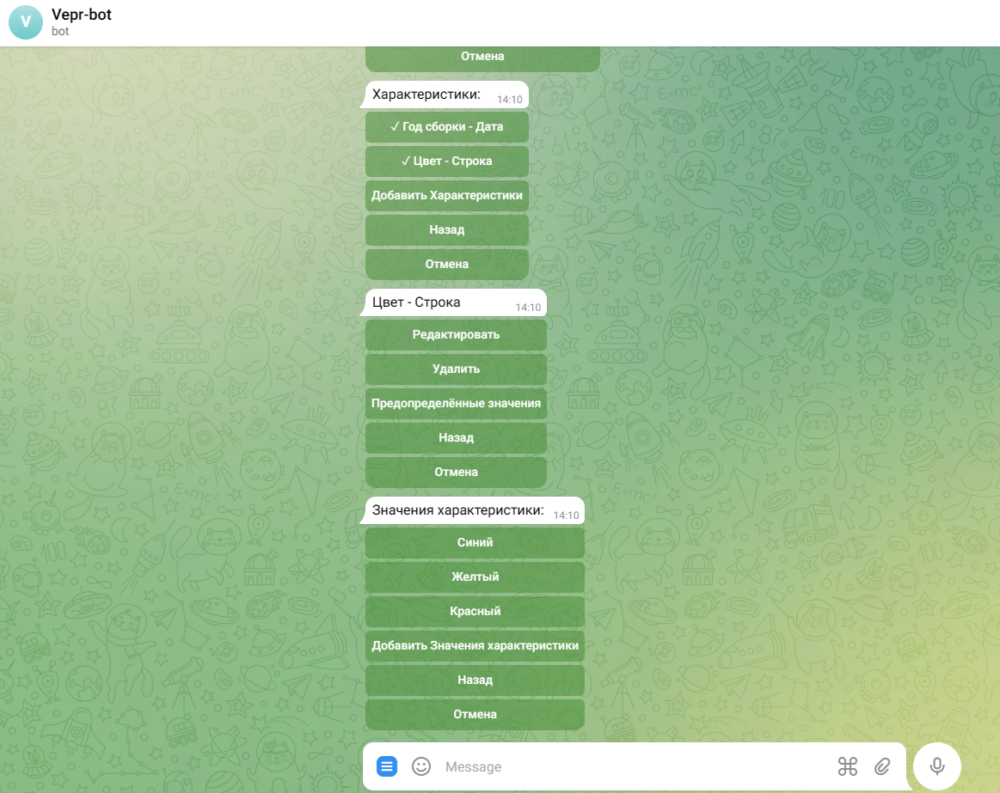 V
Vepr-bot
bot
Отмена
Характеристики: 14:10
✓ Год сборки - Дата
✓ Цвет - Строка
Добавить Характеристики
Назад
Отмена
Цвет - Строка 14:10
Редактировать
Удалить
Предопределённые значения
Назад
Отмена
Значения характеристики: 14:10
Синий
Желтый
Красный
Добавить Значения характеристики
Назад
Отмена
Message